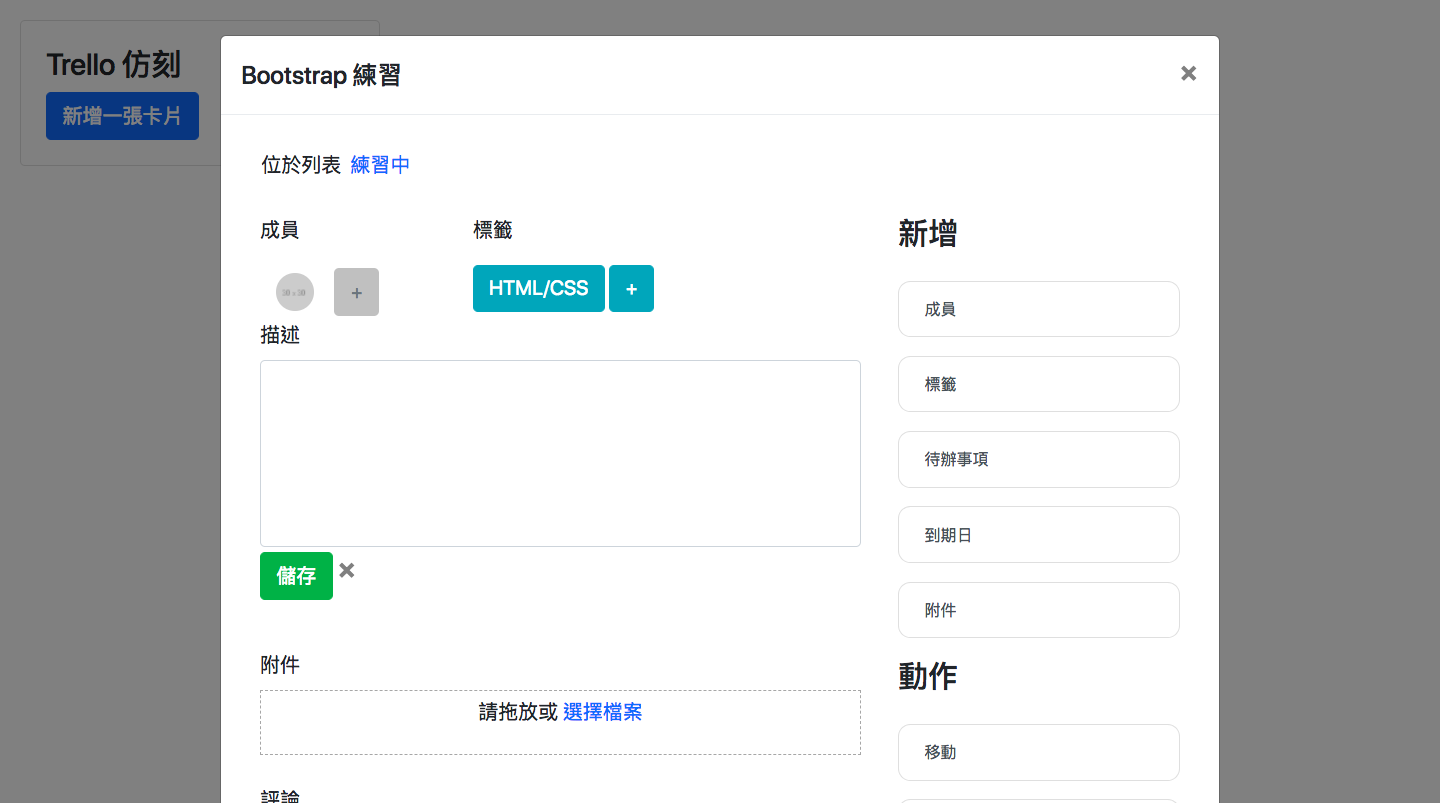 Trello 仿刻
新增一張卡片
Bootstrap 練習
×
位於列表 練習中
成員
標籤
50 x 50
+
HTML/CSS
+
描述
儲存
×
附件
請拖放或 選擇檔案
評論
新增
成員
標籤
待辦事項
到期日
附件
動作
移動